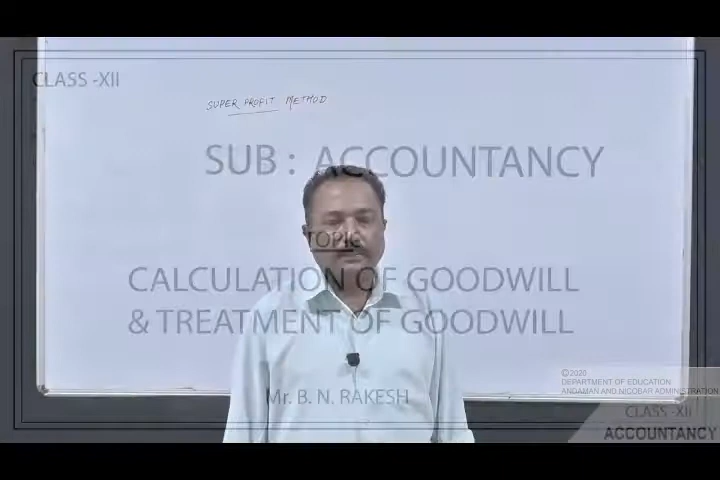 CLASS -XII
SUPER PROFIT METHOD
SUB : ACCOUNTANCY
TOPIC
CALCULATION OF GOODWILL
& TREATMENT OF GOODWILL
Mr. B. N. RAKESH
©2020
DEPARTMENT OF EDUCATION
ANDAMAN AND NICOBAR ADMINISTRATION
CLASS -XII
ACCOUNTANCY